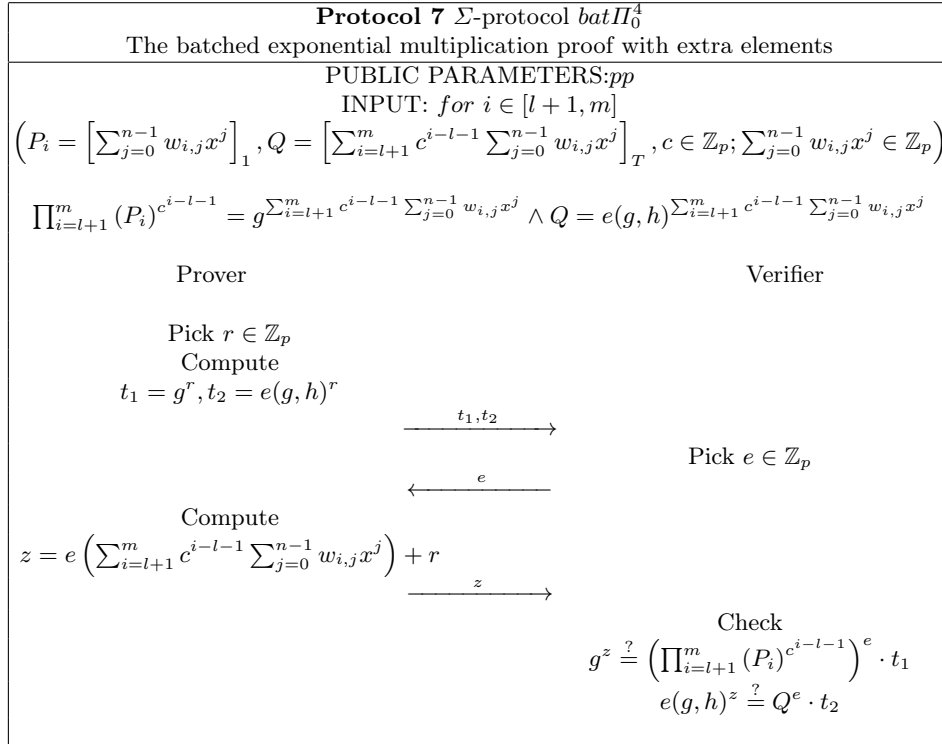 Protocol 7 Σ-protocol batΠ₀⁴
The batched exponential multiplication proof with extra elements
PUBLIC PARAMETERS:pp
INPUT: for i ∈ [l + 1, m]
(P_i = [∑_{j=0}^{n−1} w_{i,j}x^j]_1, Q = [∑_{i=l+1}^{m} c^{i−l−1} ∑_{j=0}^{n−1} w_{i,j}x^j]_T, c ∈ ℤ_p; ∑_{j=0}^{n−1} w_{i,j}x^j ∈ ℤ_p)
∏_{i=l+1}^{m} (P_i)^{c^{i−l−1}} = g^{∑_{i=l+1}^{m} c^{i−l−1} ∑_{j=0}^{n−1} w_{i,j}x^j} ∧ Q = e(g, h)^{∑_{i=l+1}^{m} c^{i−l−1} ∑_{j=0}^{n−1} w_{i,j}x^j}
Prover Verifier
Pick r ∈ ℤ_p
Compute
t_1 = g^r, t_2 = e(g, h)^r
t_1,t_2
Pick e ∈ ℤ_p
e
Compute
z = e (∑_{i=l+1}^{m} c^{i−l−1} ∑_{j=0}^{n−1} w_{i,j}x^j) + r
z
Check
g^z =? (∏_{i=l+1}^{m} (P_i)^{c^{i−l−1}})^e · t_1
e(g, h)^z =? Q^e · t_2